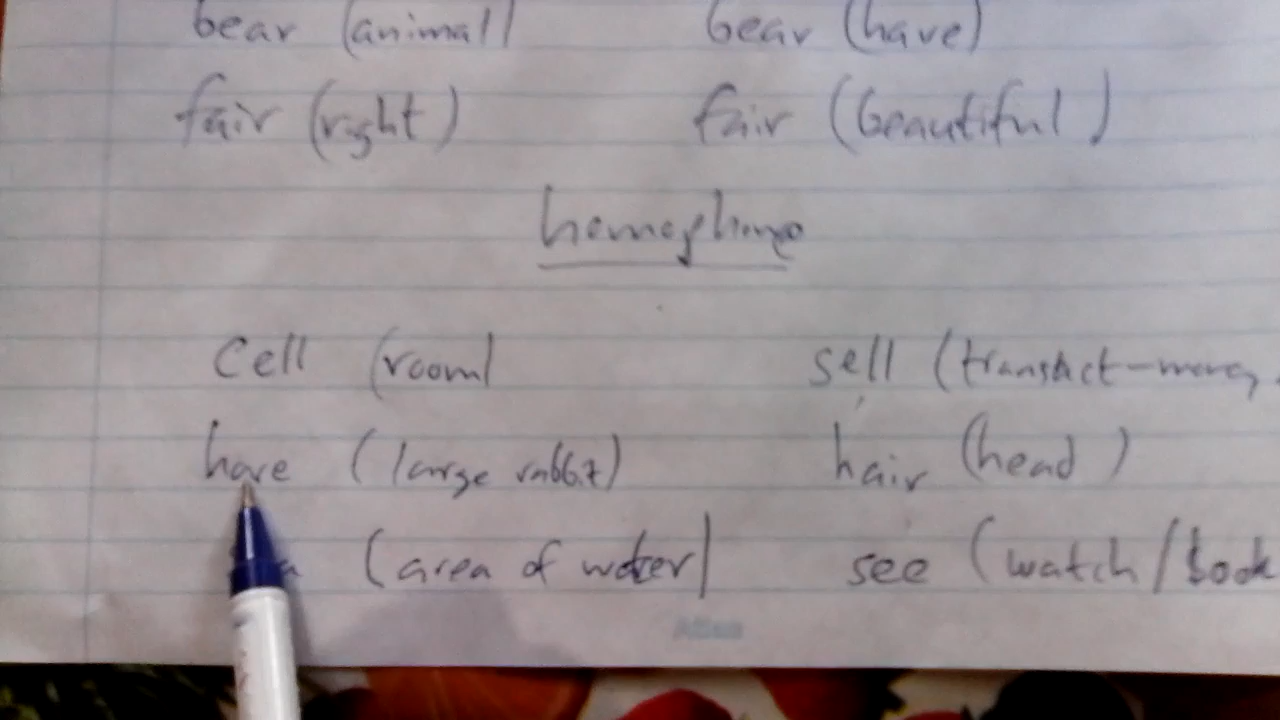 bear (animal) bear (have)
fair (right) fair (beautiful)
homophone
Cell (room) sell (transact-money
hare (large rabbit) hair (head)
(area of water) see (watch/look